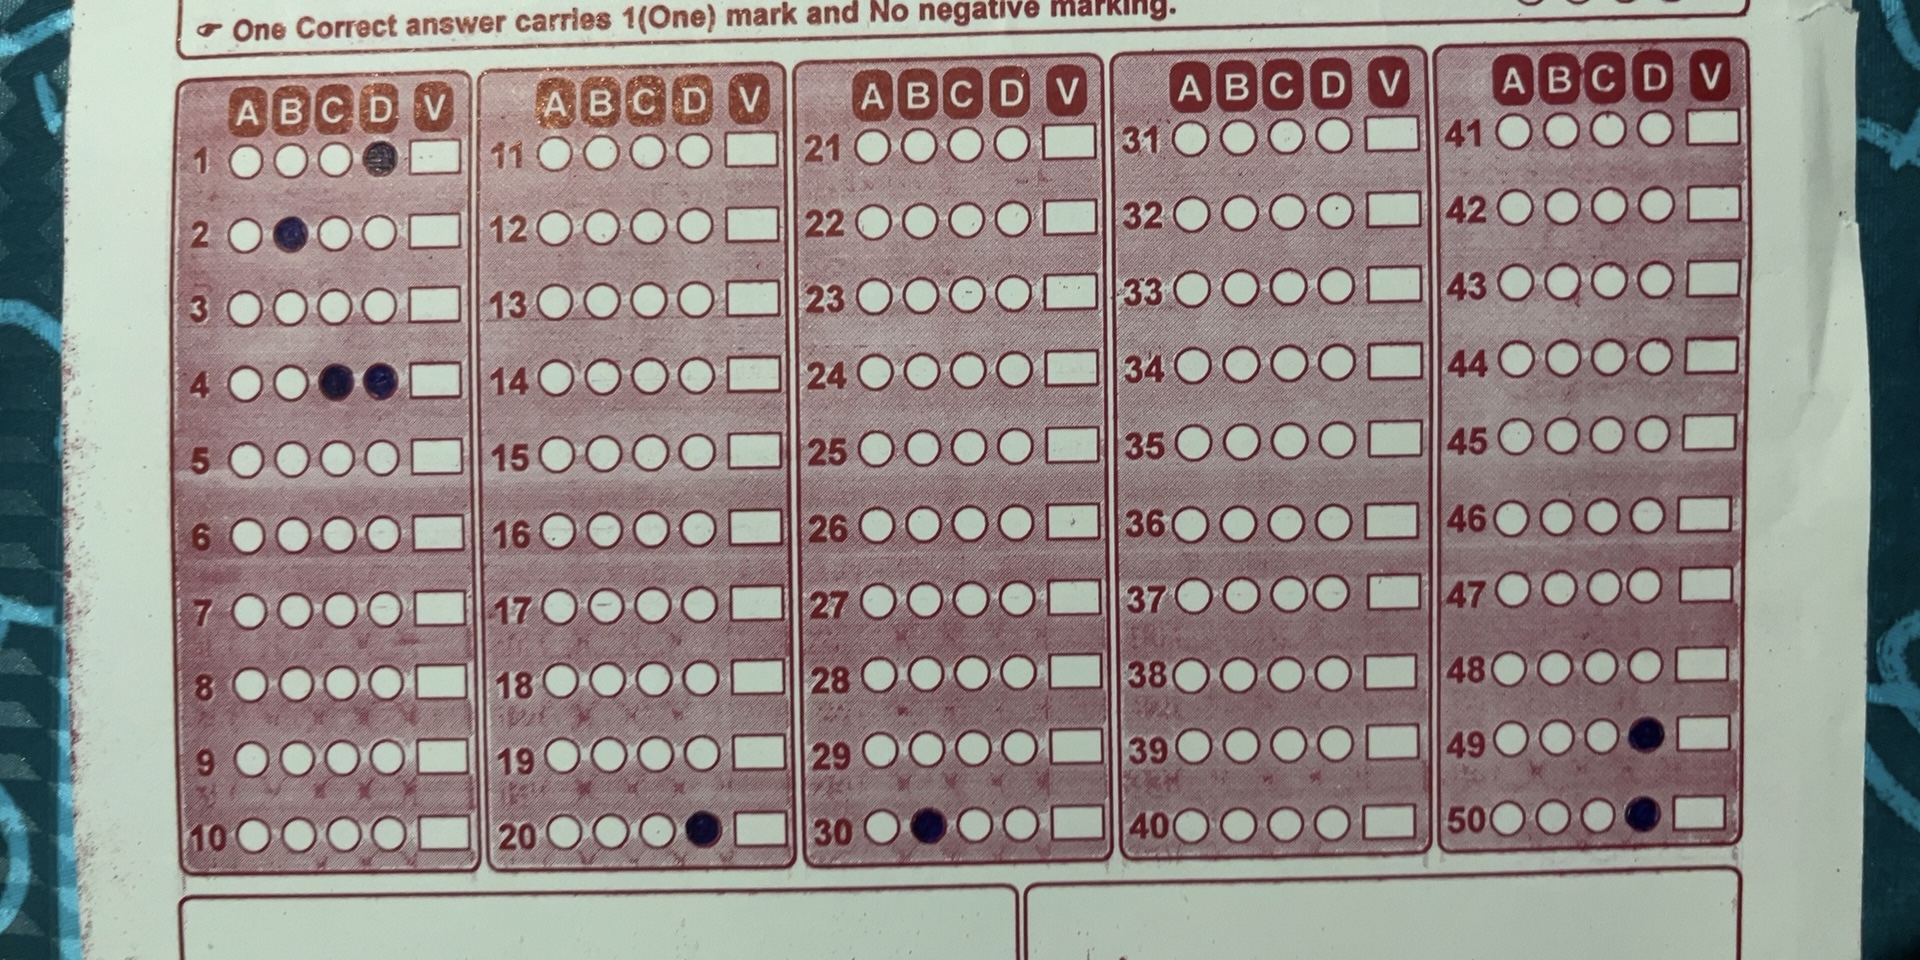 ☞ One Correct answer carries 1(One) mark and No negative marking.
A B C D V A B C D V A B C D V A B C D V A B C D V
1 11 21 31 41
2 12 22 32 42
3 13 23 33 43
4 14 24 34 44
5 15 25 35 45
6 16 26 36 46
7 17 27 37 47
8 18 28 38 48
9 19 29 39 49
10 20 30 40 50